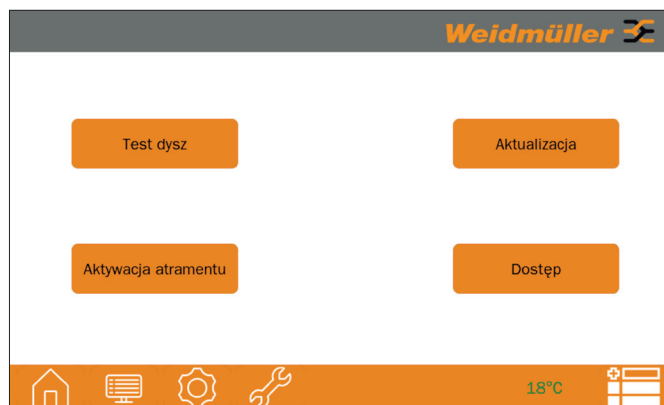 Weidmüller
Test dysz
Aktualizacja
Aktywacja atramentu
Dostęp
18°C